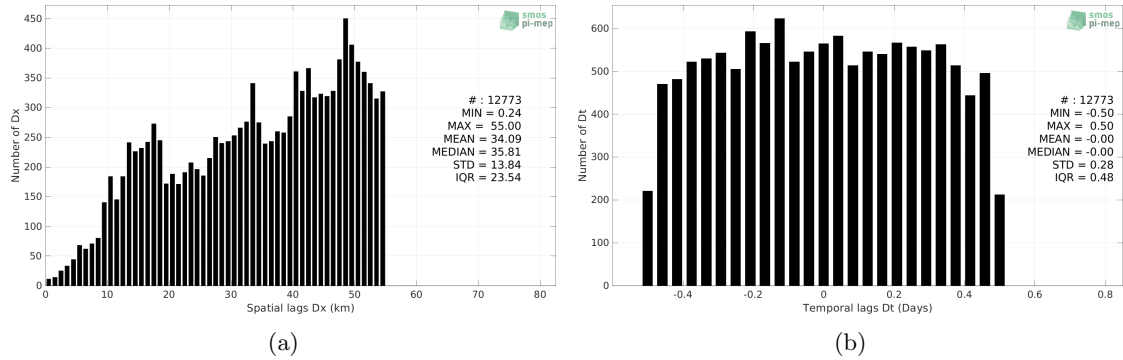 450
400
350
300
250
200
150
100
50
0
Number of Dx
smos
pi-mep
# : 12773
MIN = 0.24
MAX = 55.00
MEAN = 34.09
MEDIAN = 35.81
STD = 13.84
IQR = 23.54
0 10 20 30 40 50 60 70 80
Spatial lags Dx (km)
(a)
600
500
400
300
200
100
0
Number of Dt
smos
pi-mep
# : 12773
MIN = -0.50
MAX = 0.50
MEAN = -0.00
MEDIAN = -0.00
STD = 0.28
IQR = 0.48
-0.4 -0.2 0 0.2 0.4 0.6 0.8
Temporal lags Dt (Days)
(b)